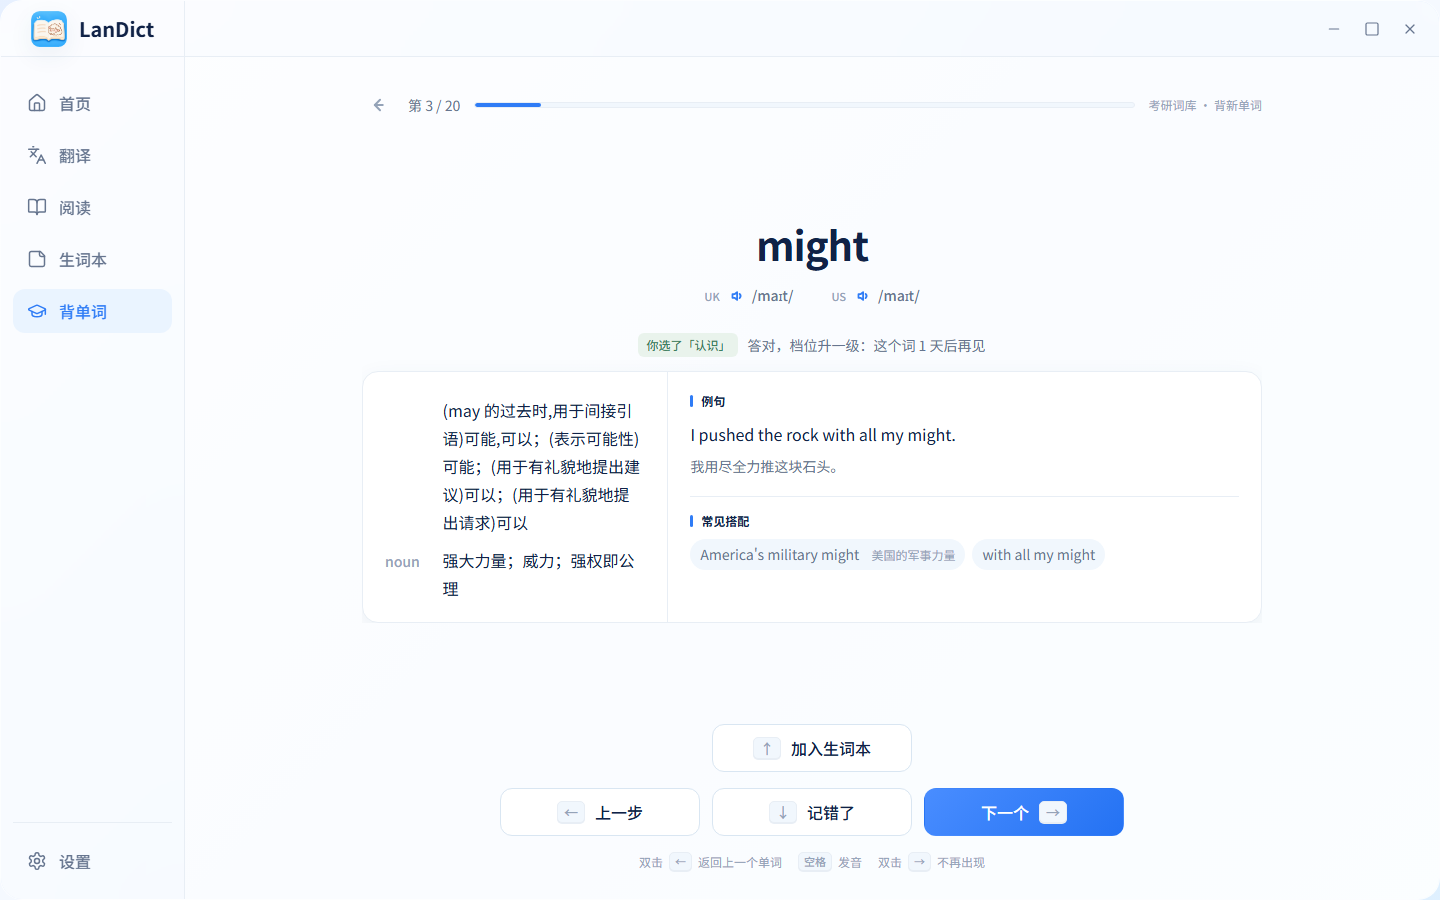 LanDict
首页
翻译
阅读
生词本
背单词
设置
第 3 / 20
考研词库 • 背新单词
might
UK /maɪt/ US /maɪt/
你选了「认识」 答对，档位升一级：这个词 1 天后再见
(may 的过去时,用于间接引
语)可能,可以；(表示可能性)
可能；(用于有礼貌地提出建
议)可以；(用于有礼貌地提
出请求)可以
noun 强大力量；威力；强权即公
理
例句
I pushed the rock with all my might.
我用尽全力推这块石头。
常见搭配
America's military might 美国的军事力量 with all my might
↑ 加入生词本
← 上一步 ↓ 记错了 下一个 →
双击 ← 返回上一个单词 空格 发音 双击 → 不再出现